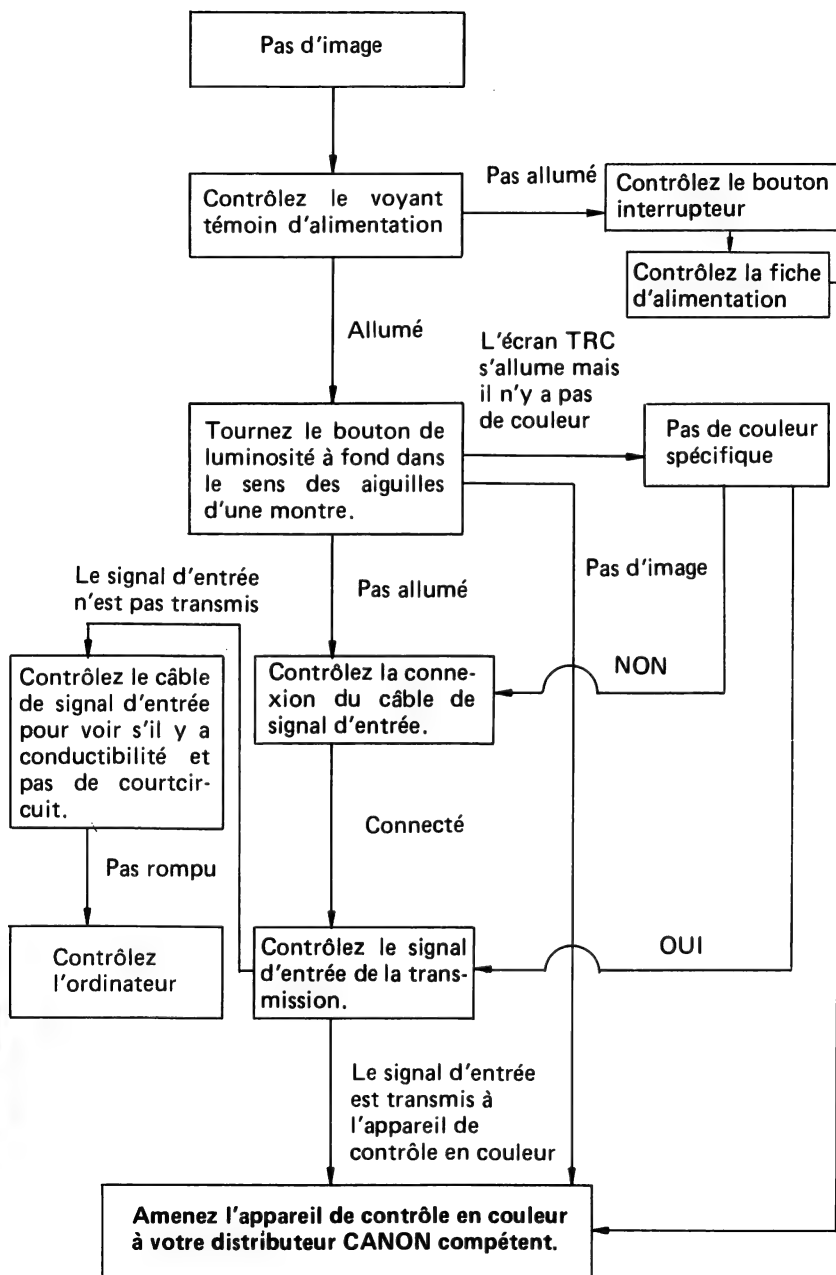 Pas d'image
Contrôlez le voyant
témoin d'alimentation
Pas allumé
Contrôlez le bouton
interrupteur
Contrôlez la fiche
d'alimentation
Allumé
L'écran TRC
s'allume mais
il n'y a pas
de couleur
Tournez le bouton de
luminosité à fond dans
le sens des aiguilles
d'une montre.
Pas de couleur
spécifique
Le signal d'entrée
n'est pas transmis
Pas allumé
Pas d'image
Contrôlez le câble
de signal d'entrée
pour voir s'il y a
conductibilité et
pas de courtcir-
cuit.
Contrôlez la conne-
xion du câble de
signal d'entrée.
NON
Connecté
Pas rompu
Contrôlez
l'ordinateur
Contrôlez le signal
d'entrée de la trans-
mission.
OUI
Le signal d'entrée
est transmis à
l'appareil de
contrôle en couleur
Amenez l'appareil de contrôle en couleur
à votre distributeur CANON compétent.